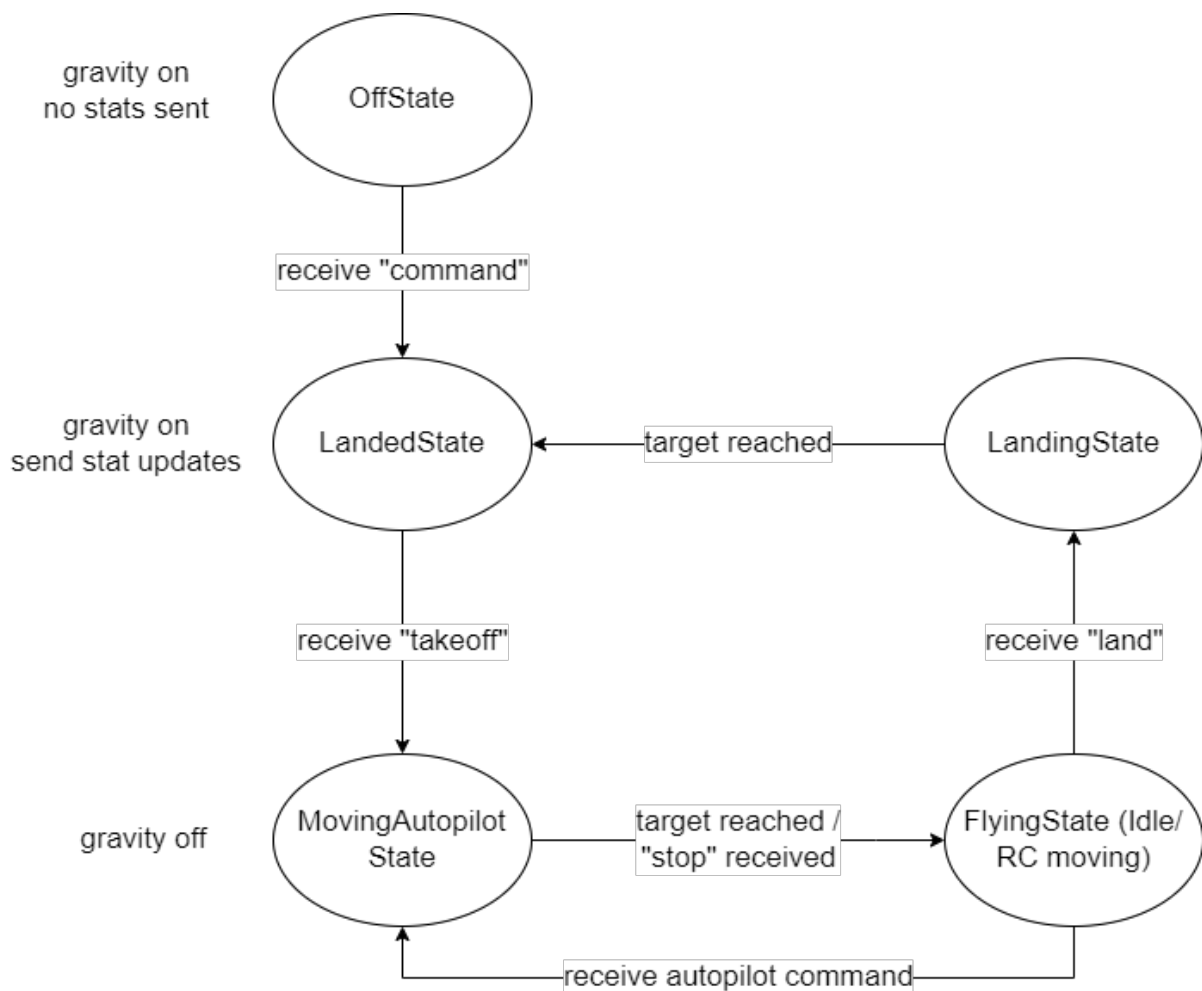 gravity on
no stats sent
OffState
receive "command"
gravity on
send stat updates
LandedState
target reached
LandingState
receive "takeoff"
receive "land"
gravity off
MovingAutopilot
State
target reached /
"stop" received
FlyingState (Idle/
RC moving)
receive autopilot command